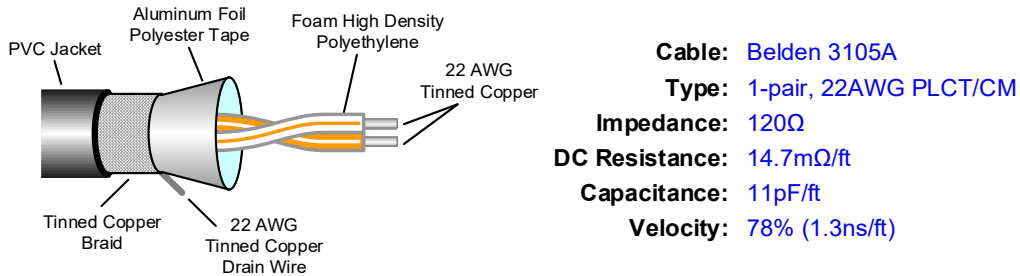 Aluminum Foil
Polyester Tape
Foam High Density
Polyethylene
PVC Jacket
22 AWG
Tinned Copper
Tinned Copper
Braid
22 AWG
Tinned Copper
Drain Wire
Cable: Belden 3105A
Type: 1-pair, 22AWG PLCT/CM
Impedance: 120Ω
DC Resistance: 14.7mΩ/ft
Capacitance: 11pF/ft
Velocity: 78% (1.3ns/ft)